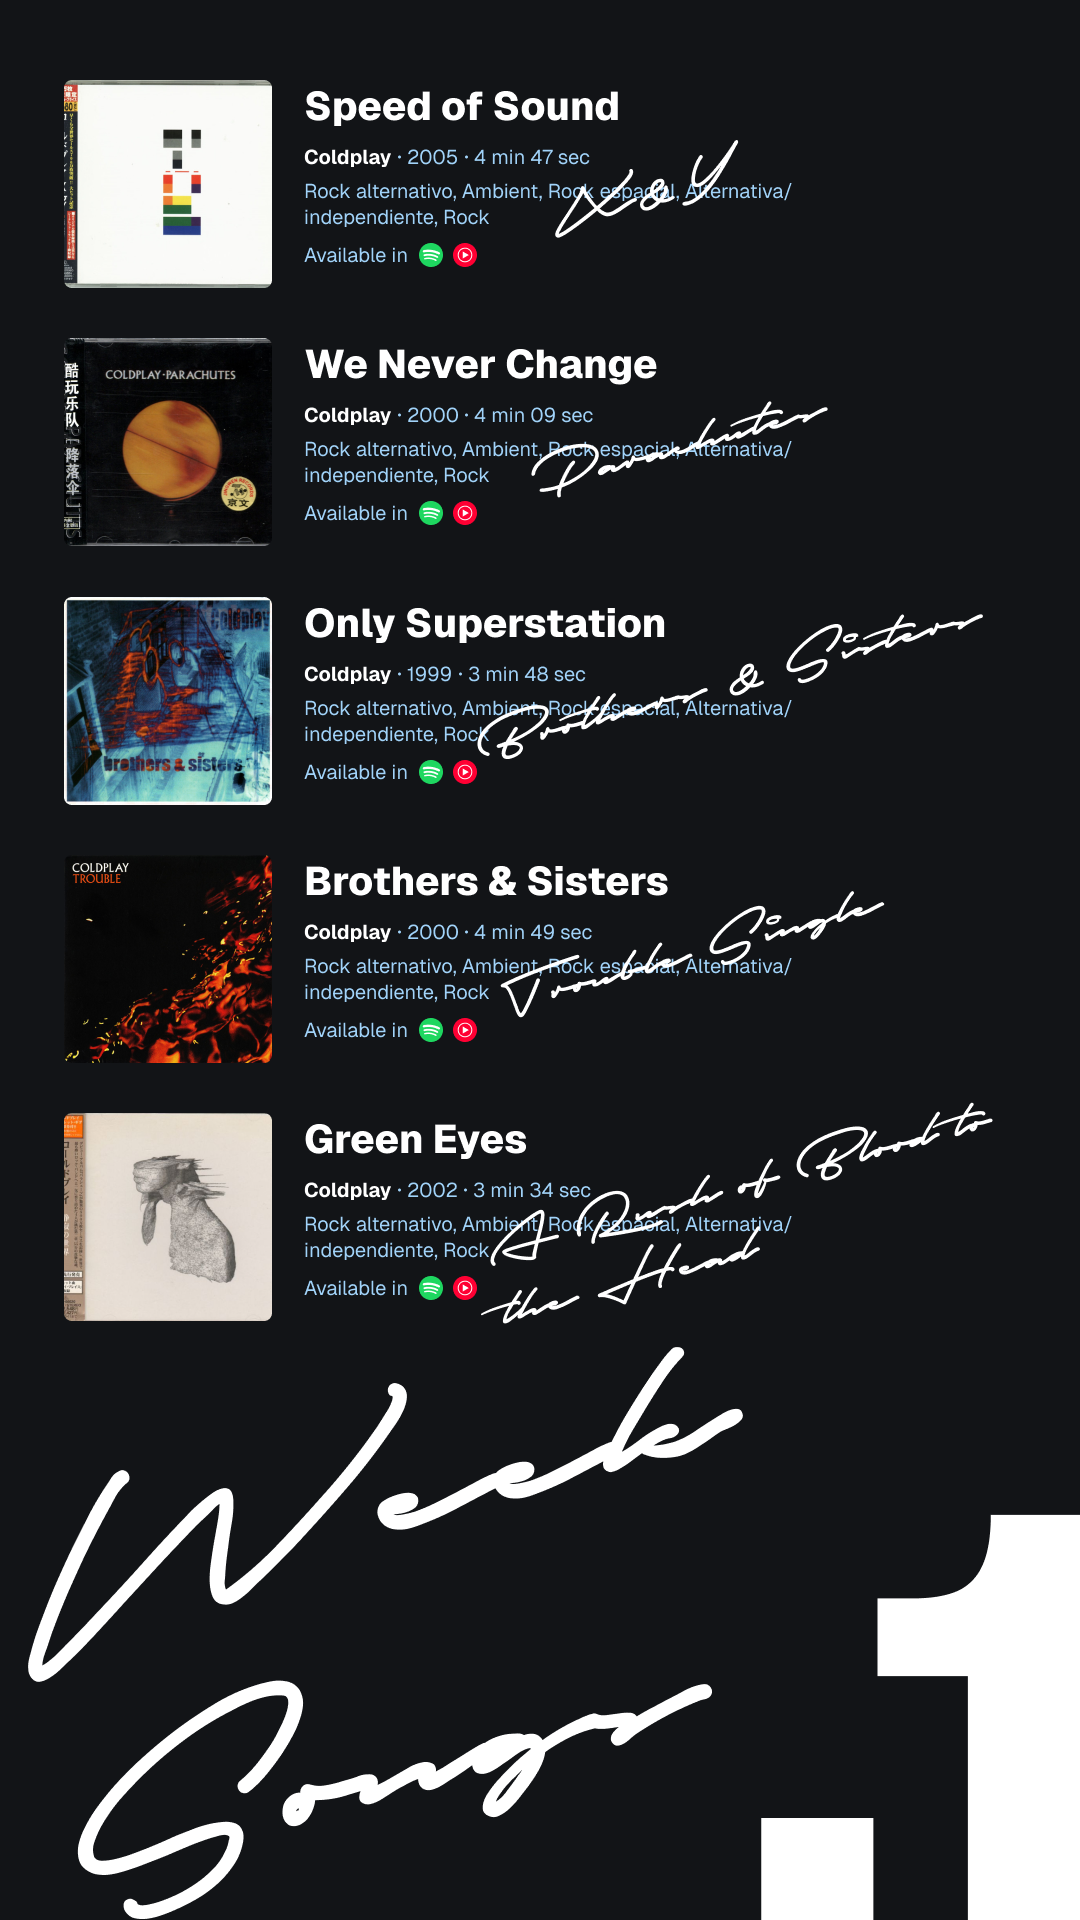 Speed of Sound
Coldplay · 2005 · 4 min 47 sec
Rock alternativo, Ambient, Rock espacial, Alternativa/
independiente, Rock
X&Y
Available in
酷玩乐队
降落伞
COLDPLAY·PARACHUTES
京文
We Never Change
Coldplay · 2000 · 4 min 09 sec
Rock alternativo, Ambient, Rock espacial, Alternativa/
independiente, Rock
Parachutes
Available in
Coldplay
brothers & sisters
Only Superstation
Coldplay · 1999 · 3 min 48 sec
Rock alternativo, Ambient, Rock espacial, Alternativa/
independiente, Rock
Brothers & Sisters
Available in
COLDPLAY
TROUBLE
Brothers & Sisters
Coldplay · 2000 · 4 min 49 sec
Rock alternativo, Ambient, Rock espacial, Alternativa/
independiente, Rock
Trouble Single
Available in
Green Eyes
Coldplay · 2002 · 3 min 34 sec
Rock alternativo, Ambient, Rock espacial, Alternativa/
independiente, Rock
A Rush of Blood to
the Head
Available in
Week
Songs
.1